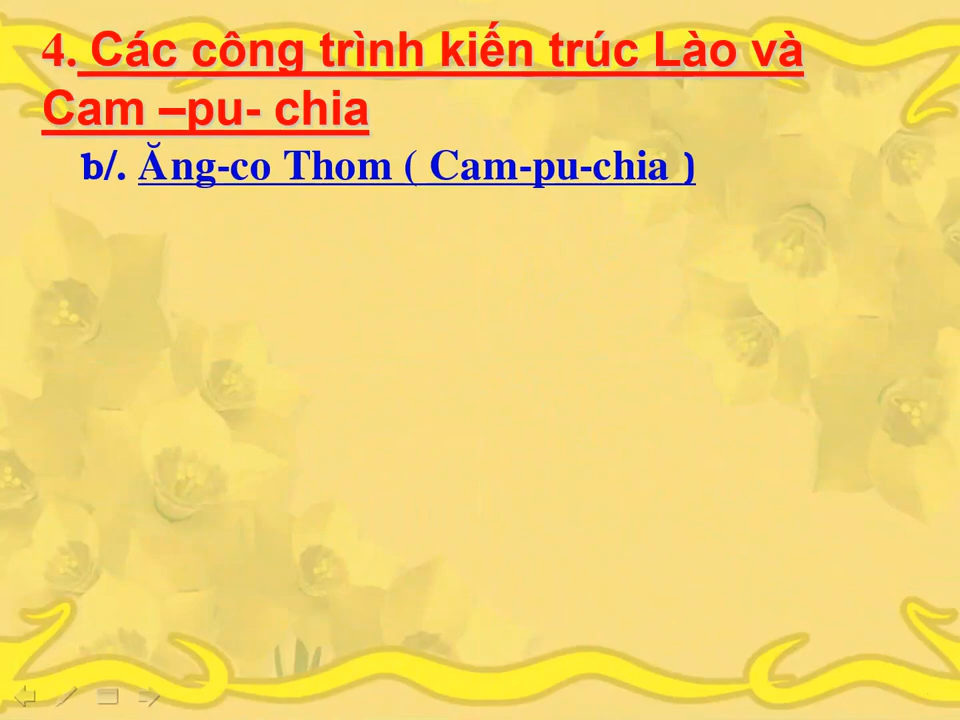 4. Các công trình kiến trúc Lào và
Cam –pu- chia
b/. Ăng-co Thom ( Cam-pu-chia )